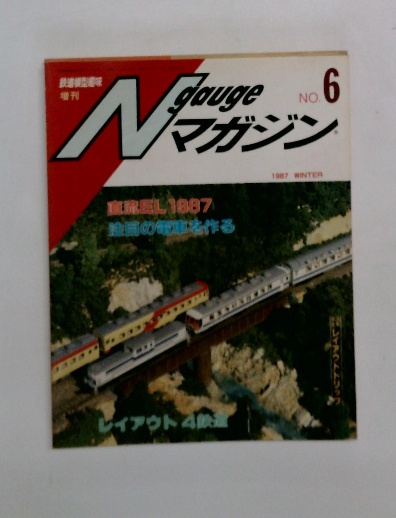 鉄道模型趣味
増刊
N gauge
マガジン
NO. 6
1987 WINTER
直流EL1987
注目の電車を作る
レイアウト4鉄道